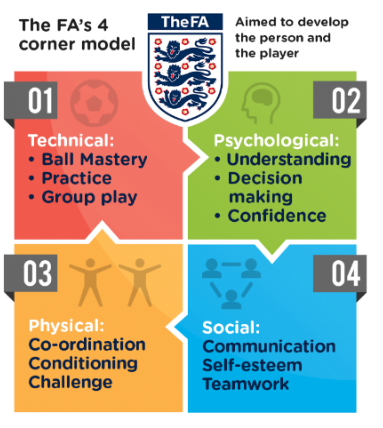 The FA's 4
corner model
TheFA
Aimed to develop
the person and
the player
01
Technical:
• Ball Mastery
• Practice
• Group play
02
Psychological:
• Understanding
• Decision
making
• Confidence
03
Physical:
Co-ordination
Conditioning
Challenge
04
Social:
Communication
Self-esteem
Teamwork